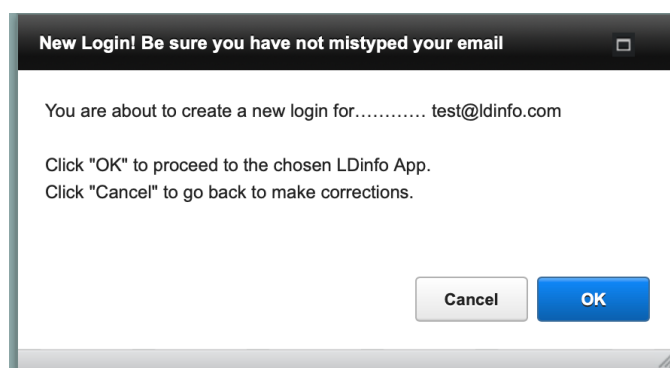 New Login! Be sure you have not mistyped your email
You are about to create a new login for………… test@ldinfo.com
Click "OK" to proceed to the chosen LDinfo App.
Click "Cancel" to go back to make corrections.
Cancel
OK